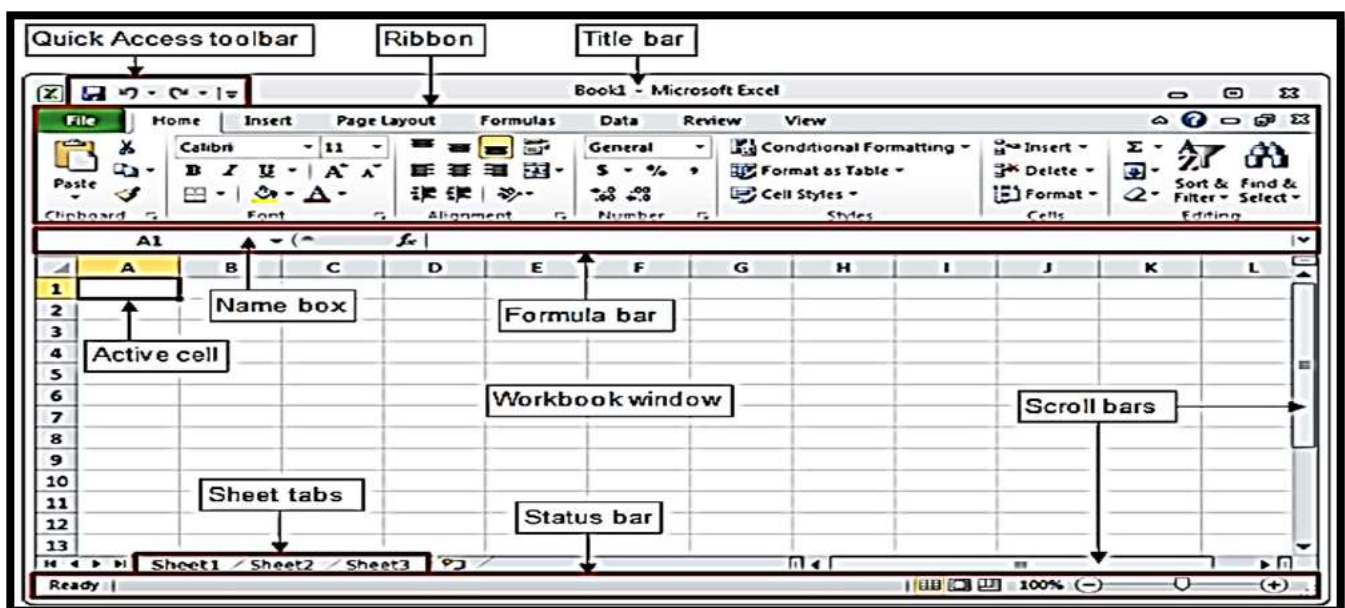 Quick Access toolbar Ribbon Title bar
Book1 - Microsoft Excel
File Home Insert Page Layout Formulas Data Review View
Calibri 11 General Conditional Formatting Insert Σ
B I U A A $ % , Format as Table Delete
Paste A Cell Styles Format Sort & Filter Find & Select
Clipboard Font Alignment Number Styles Cells Editing
A1 fx
A B C D E F G H I J K L
1
2 Name box Formula bar
3
4 Active cell
5
6 Workbook window Scroll bars
7
8
9
10
11 Sheet tabs
12 Status bar
13
Sheet1 Sheet2 Sheet3
Ready 100%